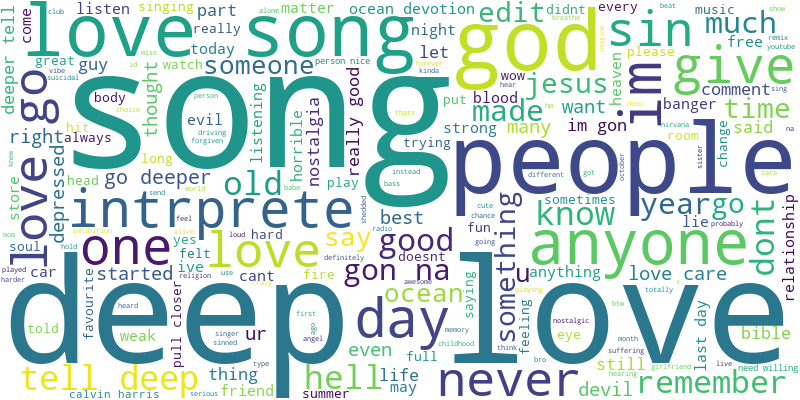 club listen singing part matter ocean devotion didnt every beat music show
come love song alone edit breathe remix youtube
deeper tell great really night sin much
guy today someone let god free please
watch person nice wow heaven give
song deep love
people
love go thought listening nostalgia really good jesus im comment
body horrible put blood made want banger time
hit evil strong many im gon room said
right always trying nirvana change
long driving forgiven person october sister sing na
store knew depressed head go deeper old play bass instead thats radio
mom soul intrprete best cute different got year go dont zara
car yes one felt love say good fun chance going know sometimes lie probably
played harder hold started ive hard cant gon na doesnt something u anyone anything love care relationship
favourite fire definitely awesome ocean saying feeling
told weak ur day even full memory childhood never btw eye still last day bible
tell deep thing hell life may think bro month suffering
calvin harris serious friend summer girlfriend devil remember need willing
pull closer singer sinned first ago angel type
heard use crazy religion world send feel alive loud babe shedded
vibe suicidal miss id forever kinda hear hm
hearing live totally x playing nostalgic